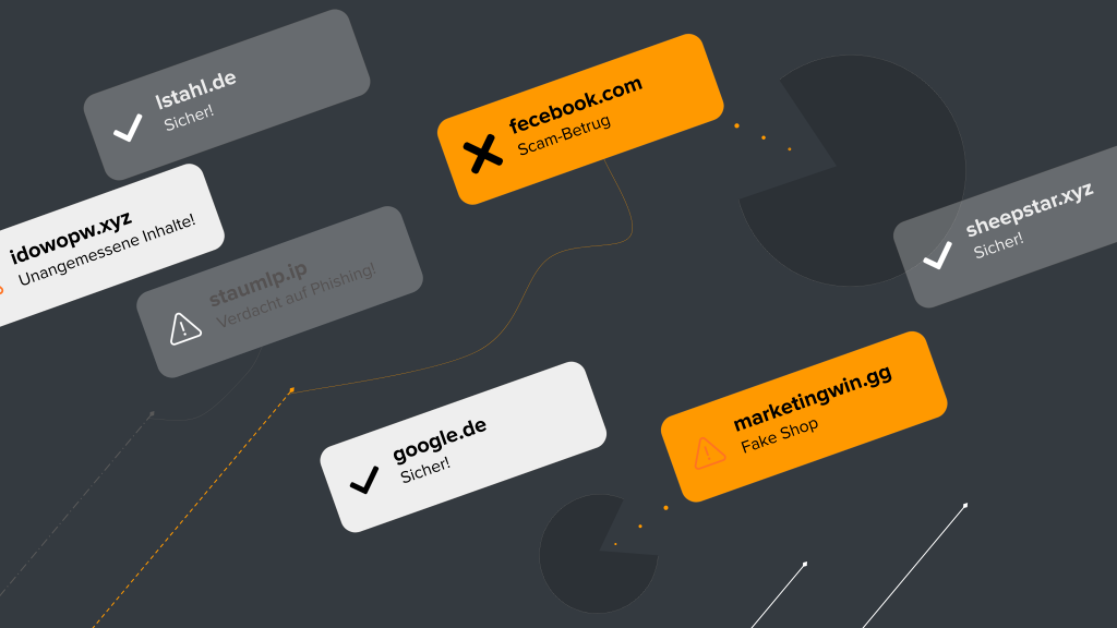 lstahl.de
Sicher!
fecebook.com
Scam-Betrug
idowopw.xyz
Unangemessene Inhalte!
sheepstar.xyz
Sicher!
staumlp.ip
Verdacht auf Phishing!
google.de
Sicher!
marketingwin.gg
Fake Shop